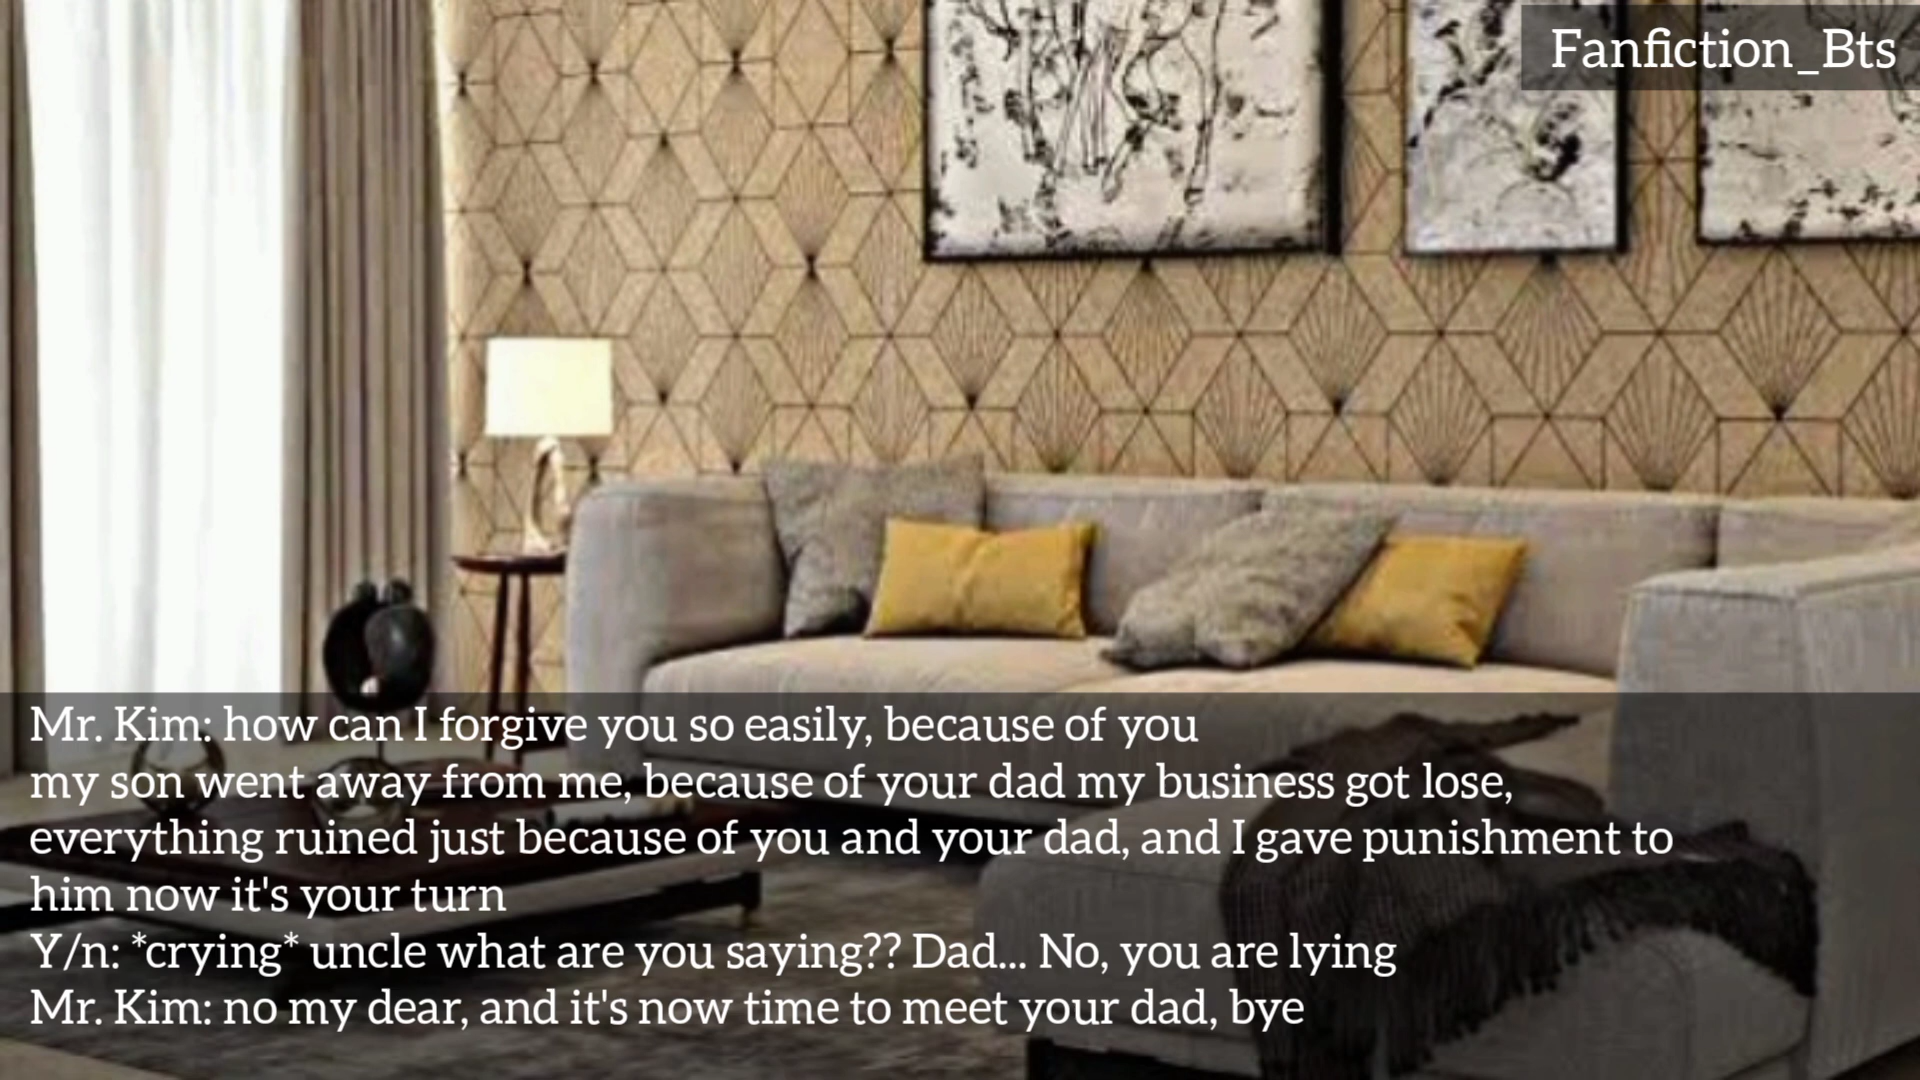 Fanfiction_Bts
Mr. Kim: how can I forgive you so easily, because of you
my son went away from me, because of your dad my business got lose,
everything ruined just because of you and your dad, and I gave punishment to
him now it's your turn
Y/n: *crying* uncle what are you saying?? Dad... No, you are lying
Mr. Kim: no my dear, and it's now time to meet your dad, bye